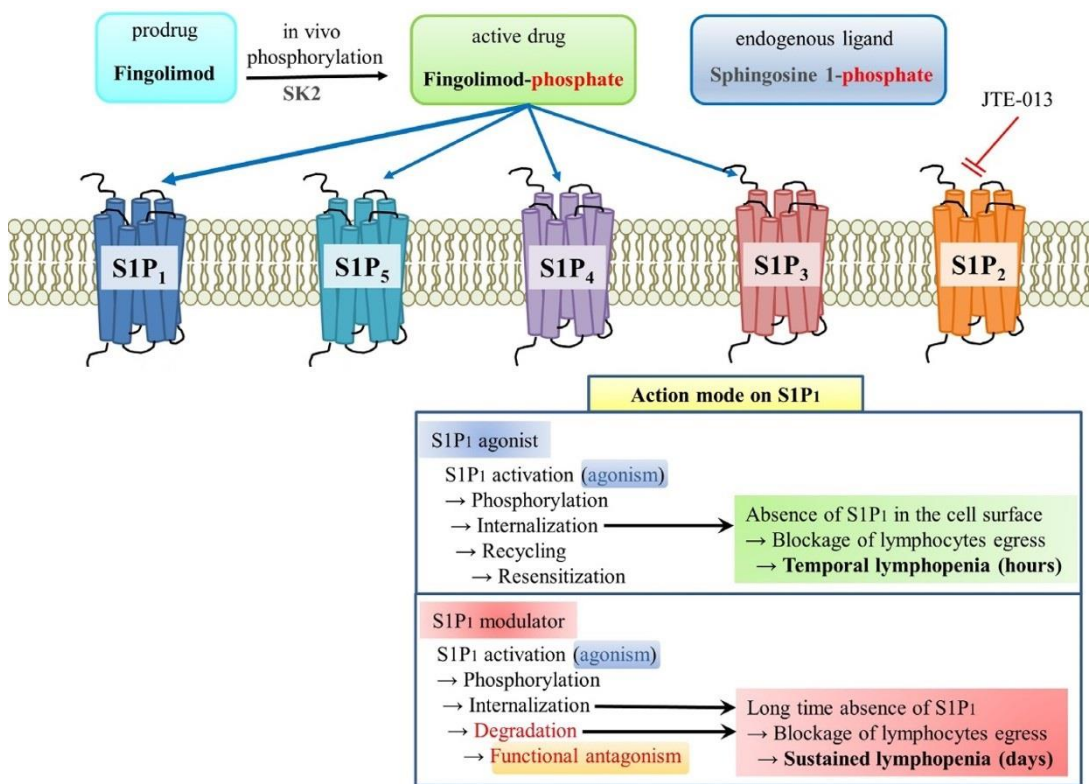 prodrug
Fingolimod
in vivo
phosphorylation
SK2
active drug
Fingolimod-phosphate
endogenous ligand
Sphingosine 1-phosphate
JTE-013
S1P1
S1P5
S1P4
S1P3
S1P2
Action mode on S1P1
S1P1 agonist
S1P1 activation (agonism)
→ Phosphorylation
→ Internalization
→ Recycling
→ Resensitization
Absence of S1P1 in the cell surface
→ Blockage of lymphocytes egress
→ Temporal lymphopenia (hours)
S1P1 modulator
S1P1 activation (agonism)
→ Phosphorylation
→ Internalization
→ Degradation
→ Functional antagonism
Long time absence of S1P1
→ Blockage of lymphocytes egress
→ Sustained lymphopenia (days)